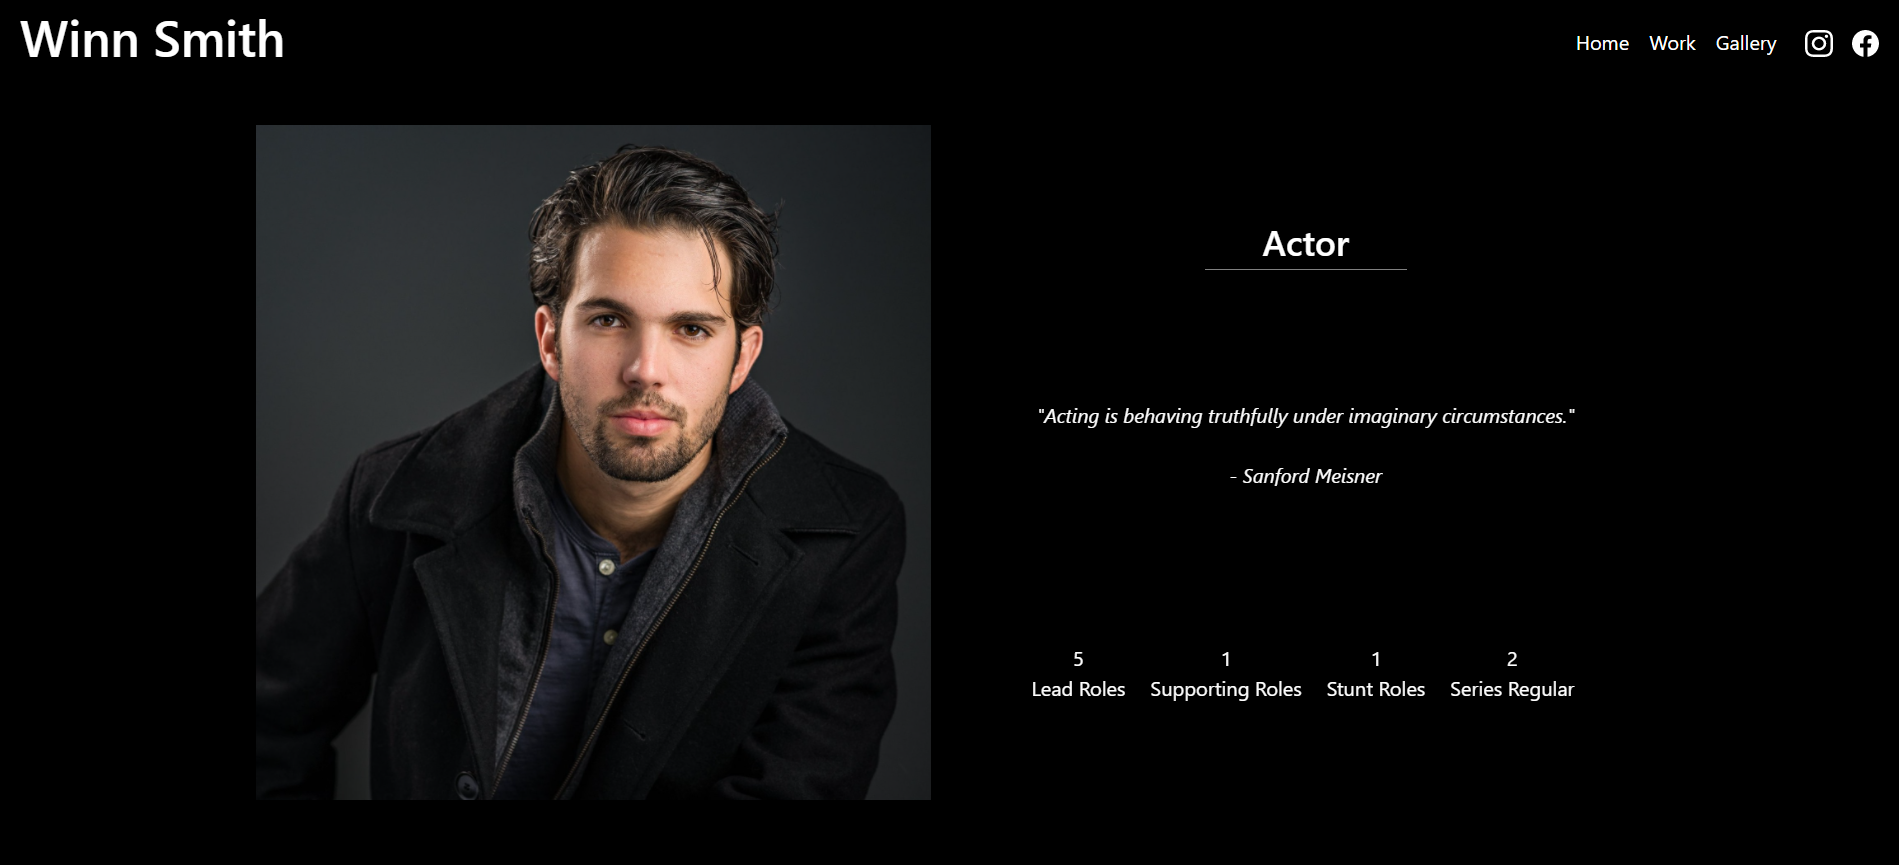 Winn Smith
Home Work Gallery
Actor
"Acting is behaving truthfully under imaginary circumstances."
- Sanford Meisner
5 1 1 2
Lead Roles Supporting Roles Stunt Roles Series Regular